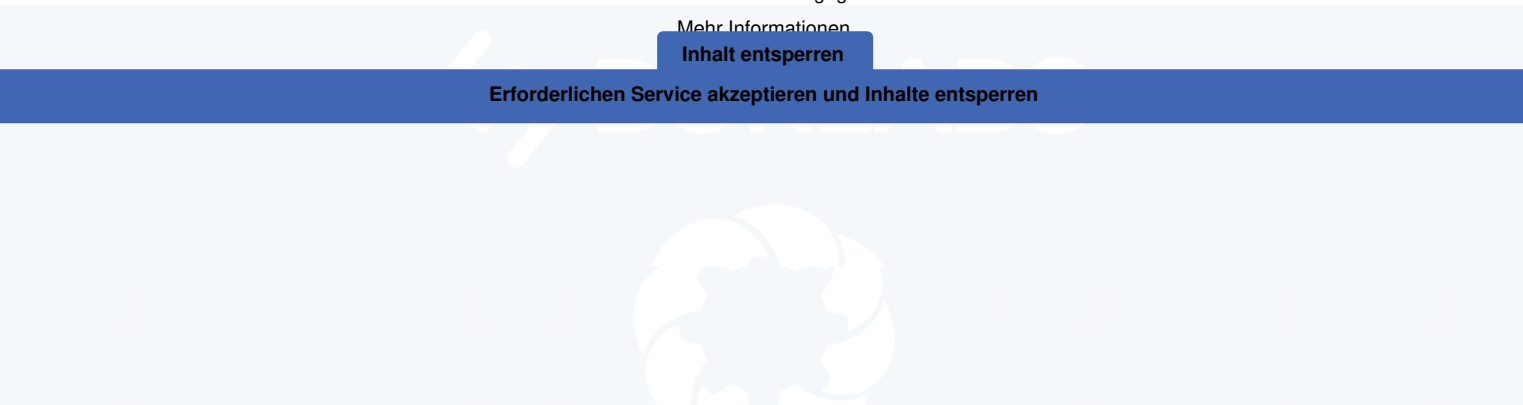 Mehr Informationen
Inhalt entsperren
Erforderlichen Service akzeptieren und Inhalte entsperren